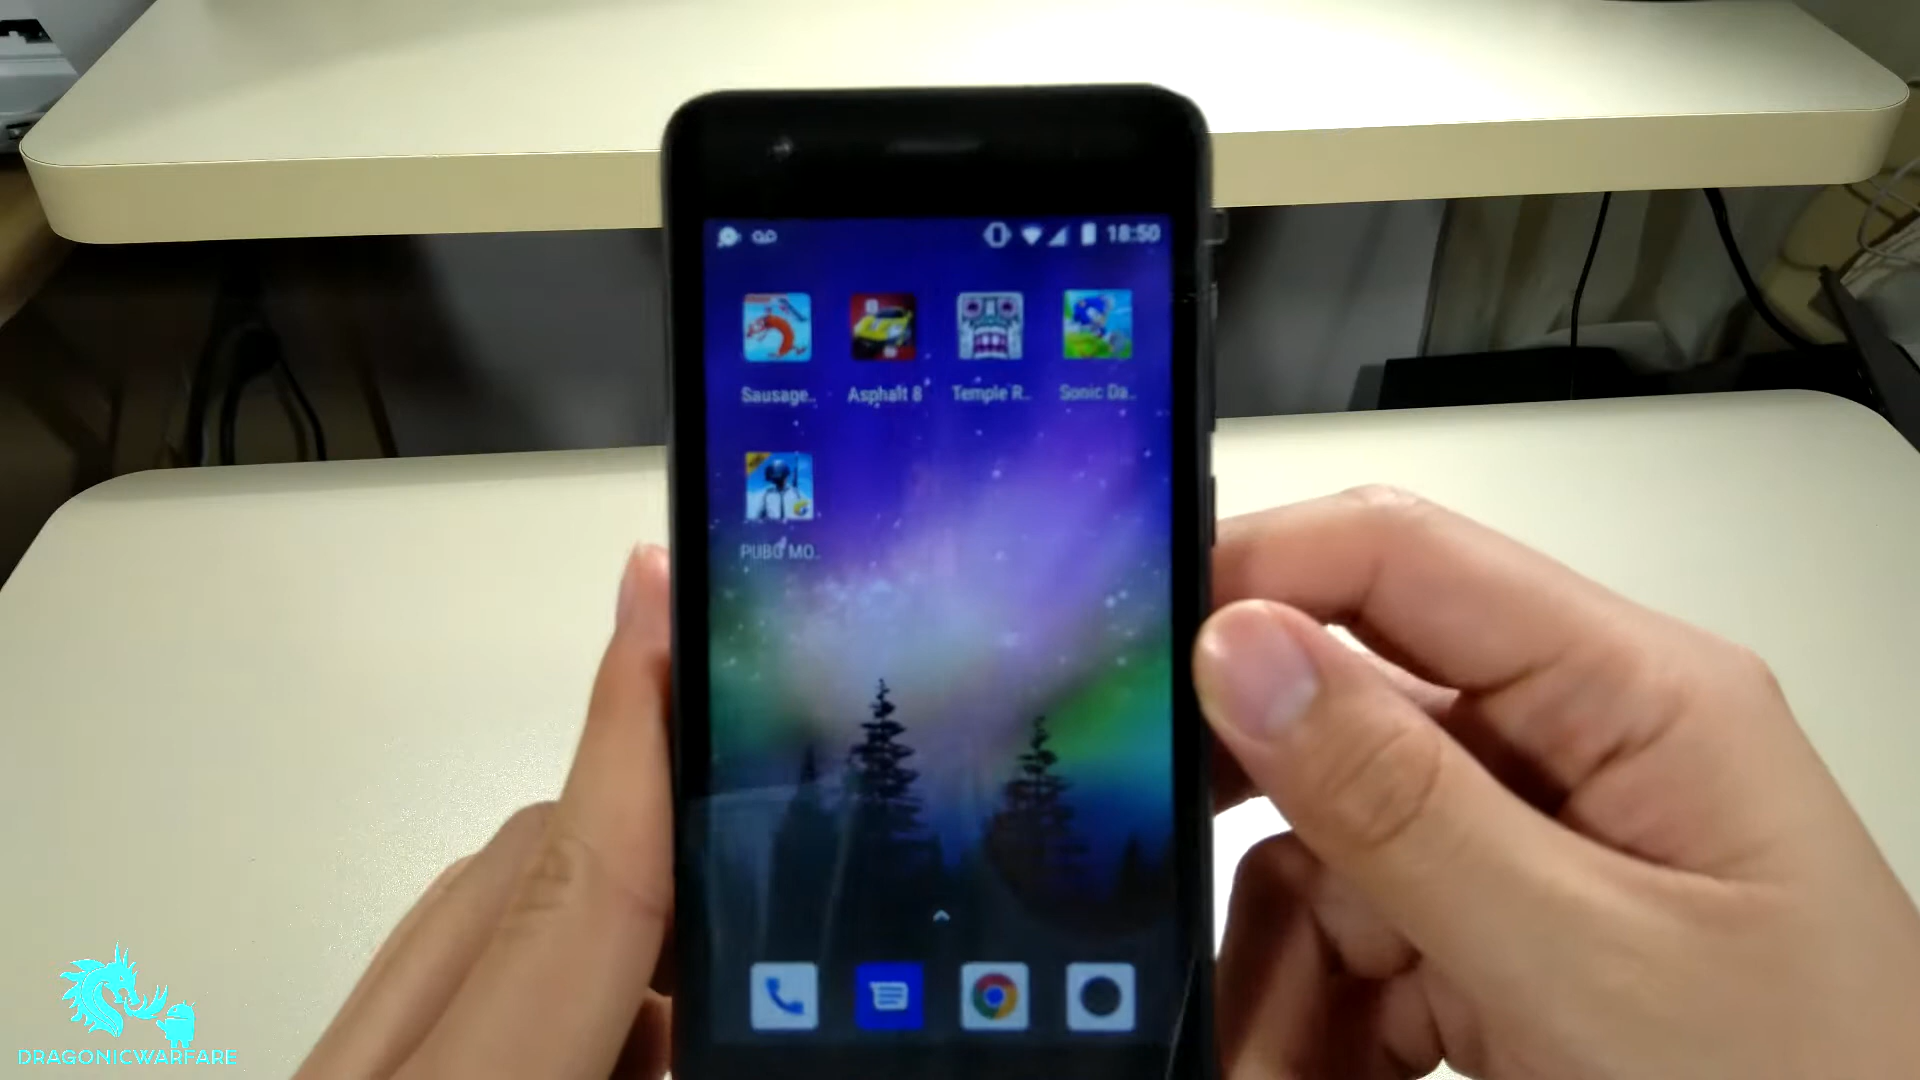 18:50
Sausage.. Asphalt 8 Temple R.. Sonic Da..
PUBG MO..
DRAGONICWARFARE